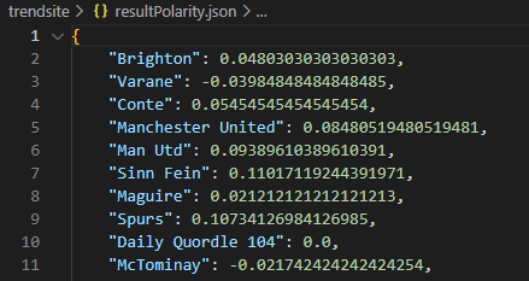 trendsite > {} resultPolarity.json > ...
1 {
2 "Brighton": 0.04803030303030303,
3 "Varane": -0.03984848484848485,
4 "Conte": 0.05454545454545454,
5 "Manchester United": 0.08480519480519481,
6 "Man Utd": 0.09389610389610391,
7 "Sinn Fein": 0.11017119244391971,
8 "Maguire": 0.021212121212121213,
9 "Spurs": 0.10734126984126985,
10 "Daily Quordle 104": 0.0,
11 "McTominay": -0.021742424242424254,